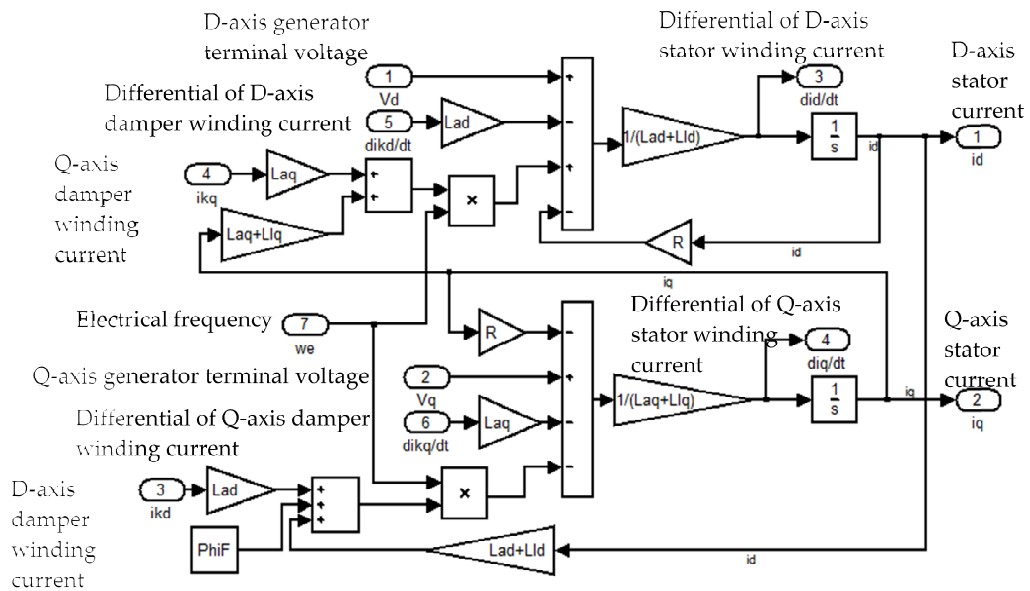 D-axis generator
terminal voltage
Differential of D-axis
stator winding current
D-axis
stator
current
1
Vd
3
did/dt
Differential of D-axis
damper winding current
5
dikd/dt
Lad
+
-
+
-
1/(Lad+Lld)
1
s
id
1
id
Q-axis
damper
winding
current
4
ikq
Laq
+
+
×
Laq+Llq
R
id
iq
Electrical frequency
7
we
R
-
+
-
-
Differential of Q-axis
stator winding
current
4
diq/dt
Q-axis
stator
current
Q-axis generator terminal voltage
2
Vq
1/(Laq+Llq)
1
s
iq
2
iq
Differential of Q-axis damper
winding current
6
dikq/dt
Laq
D-axis
damper
winding
current
3
ikd
Lad
+
+
+
×
PhiF
Lad+Lld
id